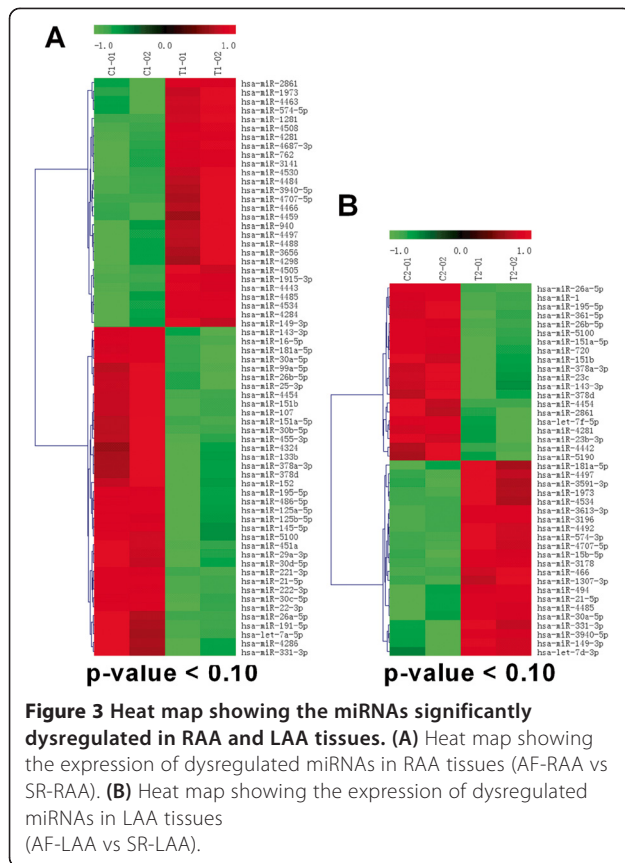 A
-1.0 0.0 1.0
C1-01 C1-02 T1-01 T1-02
hsa-miR-2861
hsa-miR-1973
hsa-miR-4463
hsa-miR-574-5p
hsa-miR-1281
hsa-miR-4508
hsa-miR-4281
hsa-miR-4687-3p
hsa-miR-762
hsa-miR-3141
hsa-miR-4530
hsa-miR-4484
hsa-miR-3940-5p
hsa-miR-4707-5p
hsa-miR-4466
hsa-miR-4459
hsa-miR-940
hsa-miR-4497
hsa-miR-4488
hsa-miR-3656
hsa-miR-4298
hsa-miR-4505
hsa-miR-1915-3p
hsa-miR-4443
hsa-miR-4485
hsa-miR-4534
hsa-miR-4284
hsa-miR-149-3p
hsa-miR-143-3p
hsa-miR-16-5p
hsa-miR-181a-5p
hsa-miR-30a-5p
hsa-miR-99a-5p
hsa-miR-26b-5p
hsa-miR-25-3p
hsa-miR-4454
hsa-miR-151b
hsa-miR-107
hsa-miR-151a-5p
hsa-miR-30b-5p
hsa-miR-455-3p
hsa-miR-4324
hsa-miR-133b
hsa-miR-378a-3p
hsa-miR-378d
hsa-miR-152
hsa-miR-195-5p
hsa-miR-486-5p
hsa-miR-125a-5p
hsa-miR-125b-5p
hsa-miR-145-5p
hsa-miR-5100
hsa-miR-451a
hsa-miR-29a-3p
hsa-miR-30d-5p
hsa-miR-221-3p
hsa-miR-21-5p
hsa-miR-222-3p
hsa-miR-30c-5p
hsa-miR-22-3p
hsa-miR-26a-5p
hsa-miR-191-5p
hsa-let-7a-5p
hsa-miR-4286
hsa-miR-331-3p
p-value < 0.10
B
-1.0 0.0 1.0
C2-01 C2-02 T2-01 T2-02
hsa-miR-26a-5p
hsa-miR-1
hsa-miR-195-5p
hsa-miR-361-5p
hsa-miR-26b-5p
hsa-miR-5100
hsa-miR-151a-5p
hsa-miR-720
hsa-miR-151b
hsa-miR-378a-3p
hsa-miR-23c
hsa-miR-143-3p
hsa-miR-378d
hsa-miR-4454
hsa-miR-2861
hsa-let-7f-5p
hsa-miR-4281
hsa-miR-23b-3p
hsa-miR-4442
hsa-miR-5190
hsa-miR-181a-5p
hsa-miR-4497
hsa-miR-3591-3p
hsa-miR-1973
hsa-miR-4534
hsa-miR-3613-3p
hsa-miR-3196
hsa-miR-4492
hsa-miR-574-3p
hsa-miR-4707-5p
hsa-miR-15b-5p
hsa-miR-3178
hsa-miR-466
hsa-miR-1307-3p
hsa-miR-494
hsa-miR-21-5p
hsa-miR-4485
hsa-miR-30a-5p
hsa-miR-331-3p
hsa-miR-3940-5p
hsa-miR-149-3p
hsa-let-7d-3p
p-value < 0.10
Figure 3 Heat map showing the miRNAs significantly
dysregulated in RAA and LAA tissues. (A) Heat map showing
the expression of dysregulated miRNAs in RAA tissues (AF-RAA vs
SR-RAA). (B) Heat map showing the expression of dysregulated
miRNAs in LAA tissues
(AF-LAA vs SR-LAA).